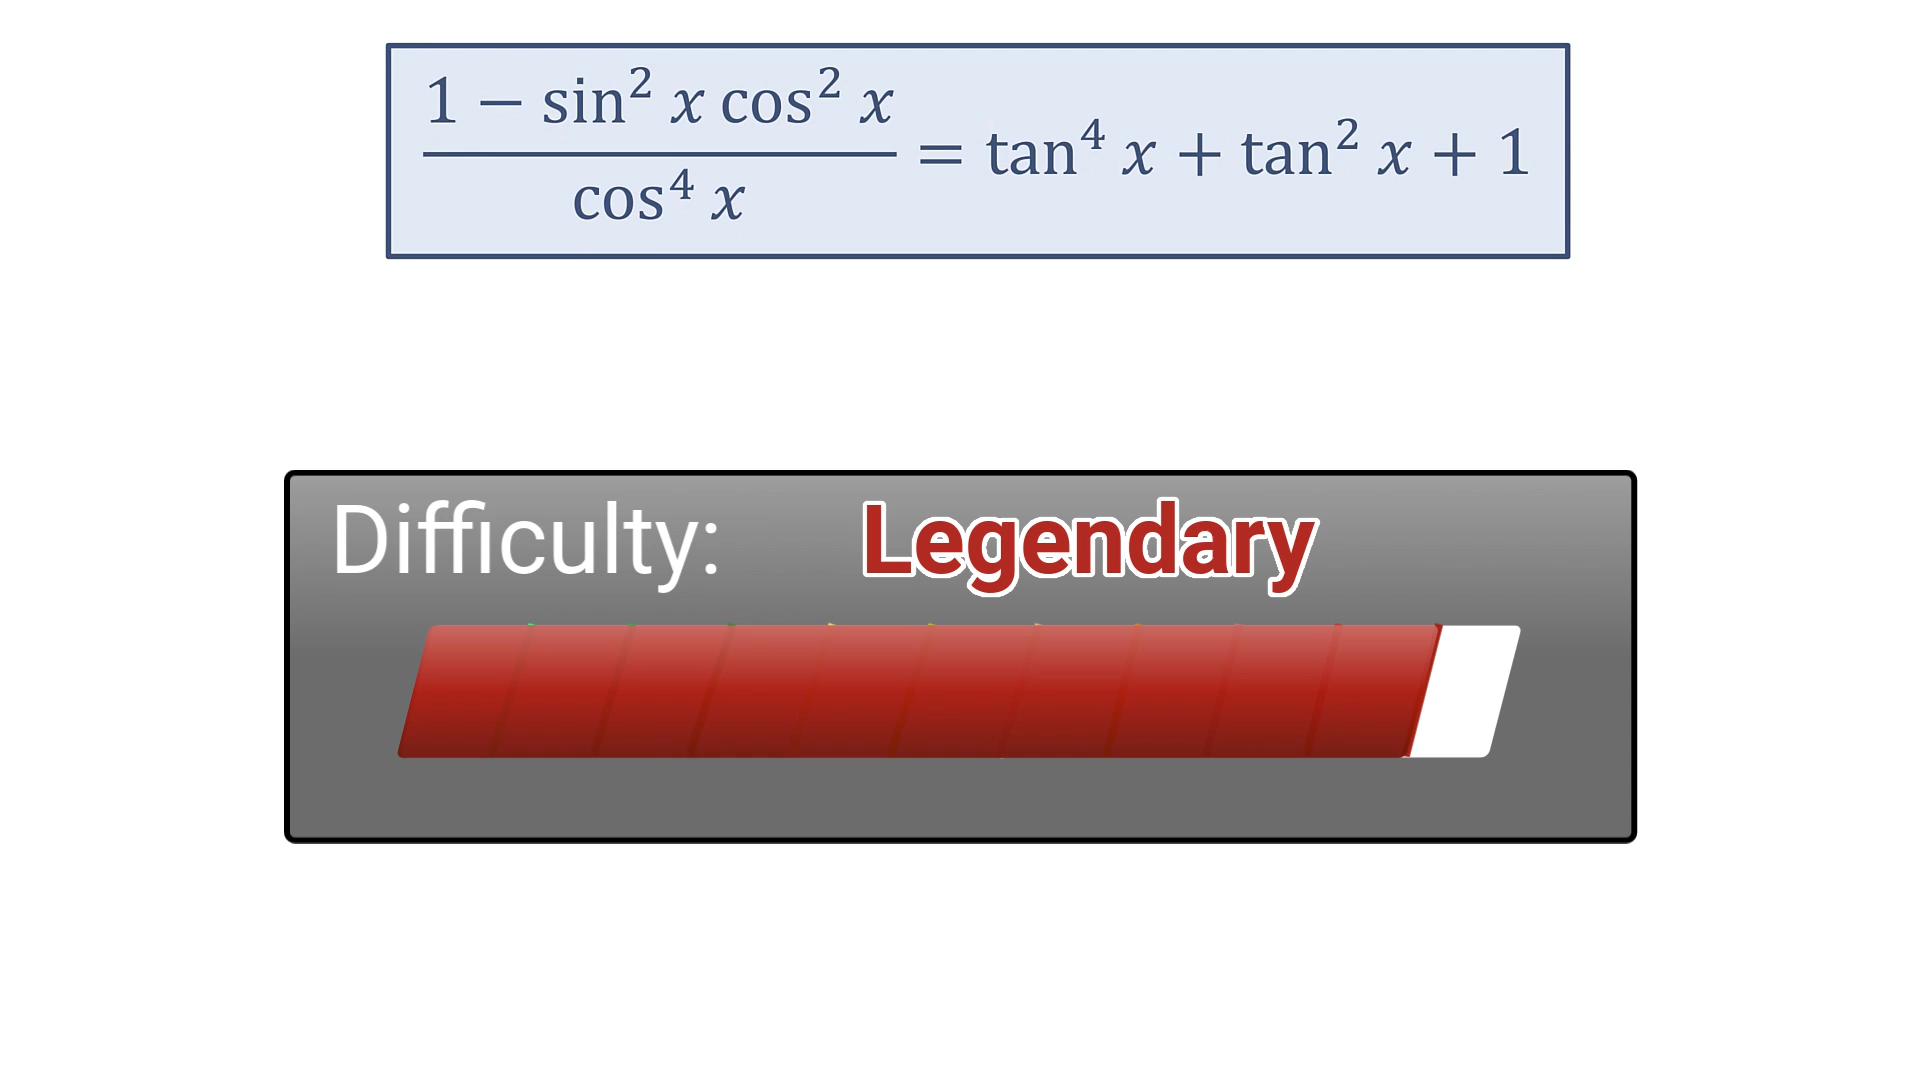 1 − sin² x cos² x
cos⁴ x
= tan⁴ x + tan² x + 1
Difficulty: Legendary